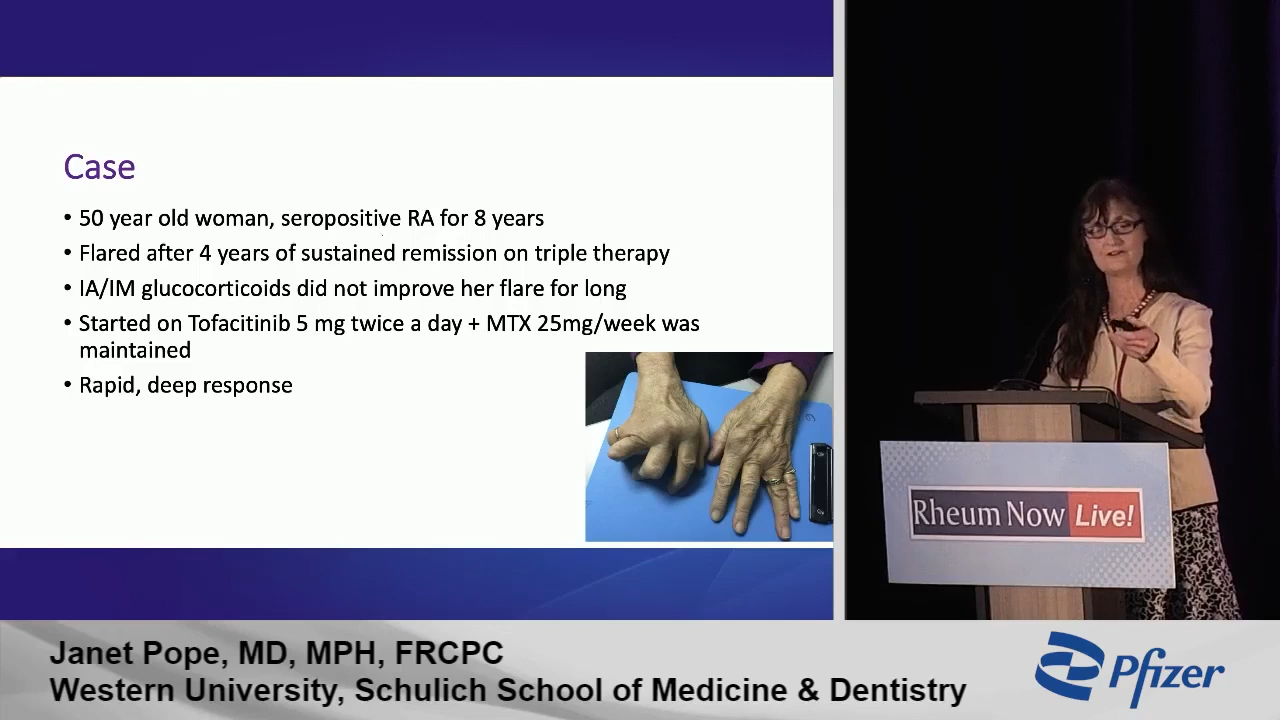 Case
• 50 year old woman, seropositive RA for 8 years
• Flared after 4 years of sustained remission on triple therapy
• IA/IM glucocorticoids did not improve her flare for long
• Started on Tofacitinib 5 mg twice a day + MTX 25mg/week was
maintained
• Rapid, deep response
Rheum Now Live!
Janet Pope, MD, MPH, FRCPC
Western University, Schulich School of Medicine & Dentistry
Pfizer